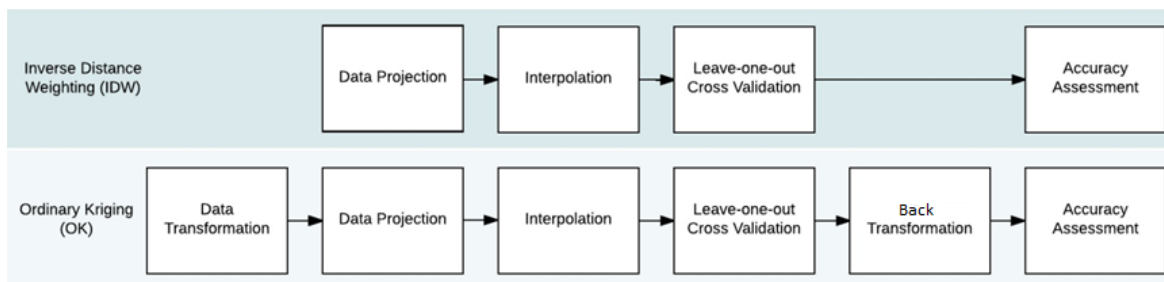 Inverse Distance
Weighting (IDW)
Data Projection
Interpolation
Leave-one-out
Cross Validation
Accuracy
Assessment
Ordinary Kriging
(OK)
Data
Transformation
Data Projection
Interpolation
Leave-one-out
Cross Validation
Back
Transformation
Accuracy
Assessment